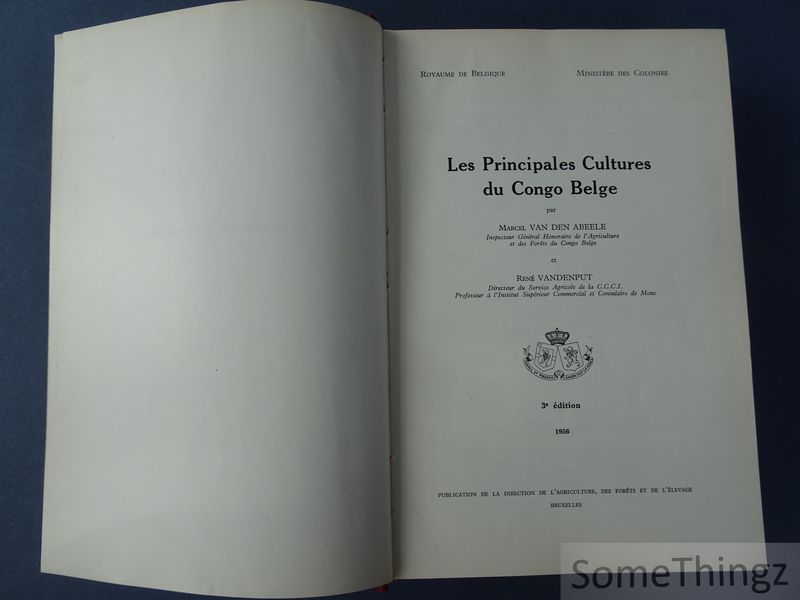 ROYAUME DE BELGIQUE MINISTÈRE DES COLONIES
Les Principales Cultures
du Congo Belge
par
MARCEL VAN DEN ABEELE
Inspecteur Général Honoraire de l'Agriculture
et des Forêts du Congo Belge
et
RENÉ VANDENPUT
Directeur du Service Agricole de la C.C.C.I.
Professeur à l'Institut Supérieur Commercial et Consulaire de Mons
3e édition
1956
PUBLICATION DE LA DIRECTION DE L'AGRICULTURE, DES FORÊTS ET DE L'ÉLEVAGE
BRUXELLES
SomeThingz